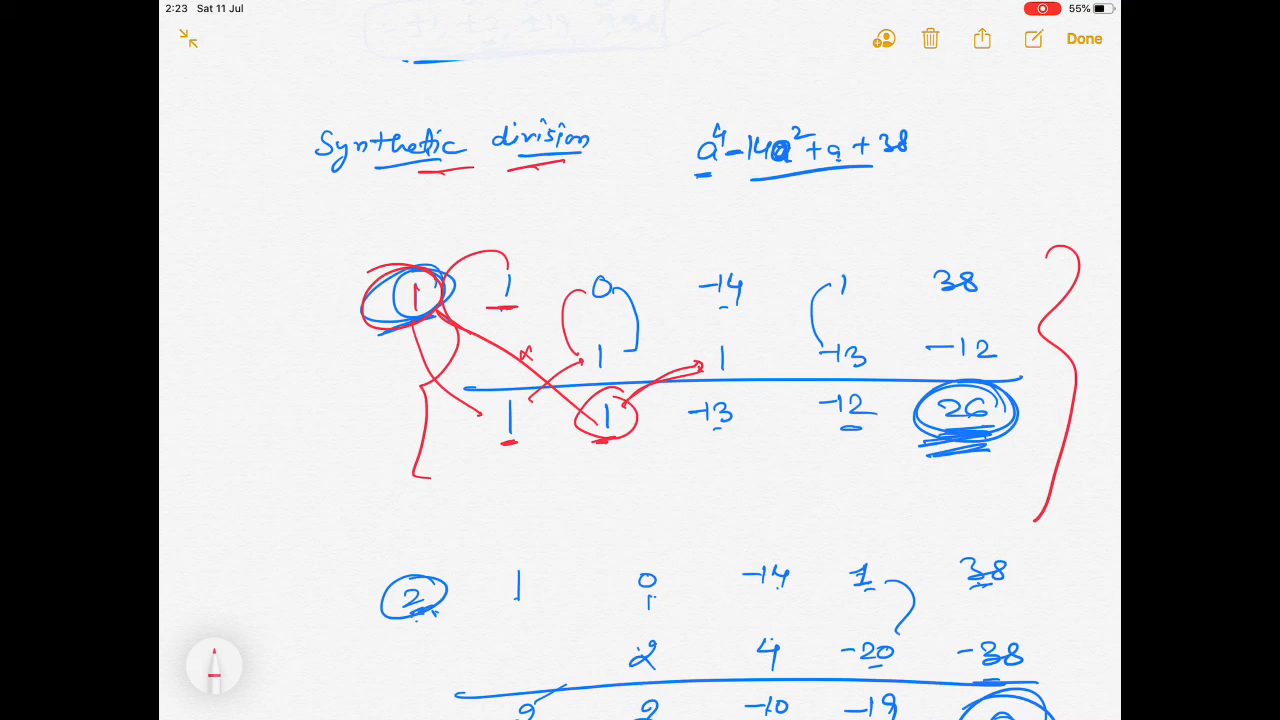 2:23 Sat 11 Jul 55%
Done
Synthetic division a⁴-14a²+a+38
1 1 0 -14 1 38
1 1 -13 -12
1 1 -13 -12 26
2 1 0 -14 1 38
2 4 -20 -38
2 2 -10 -19